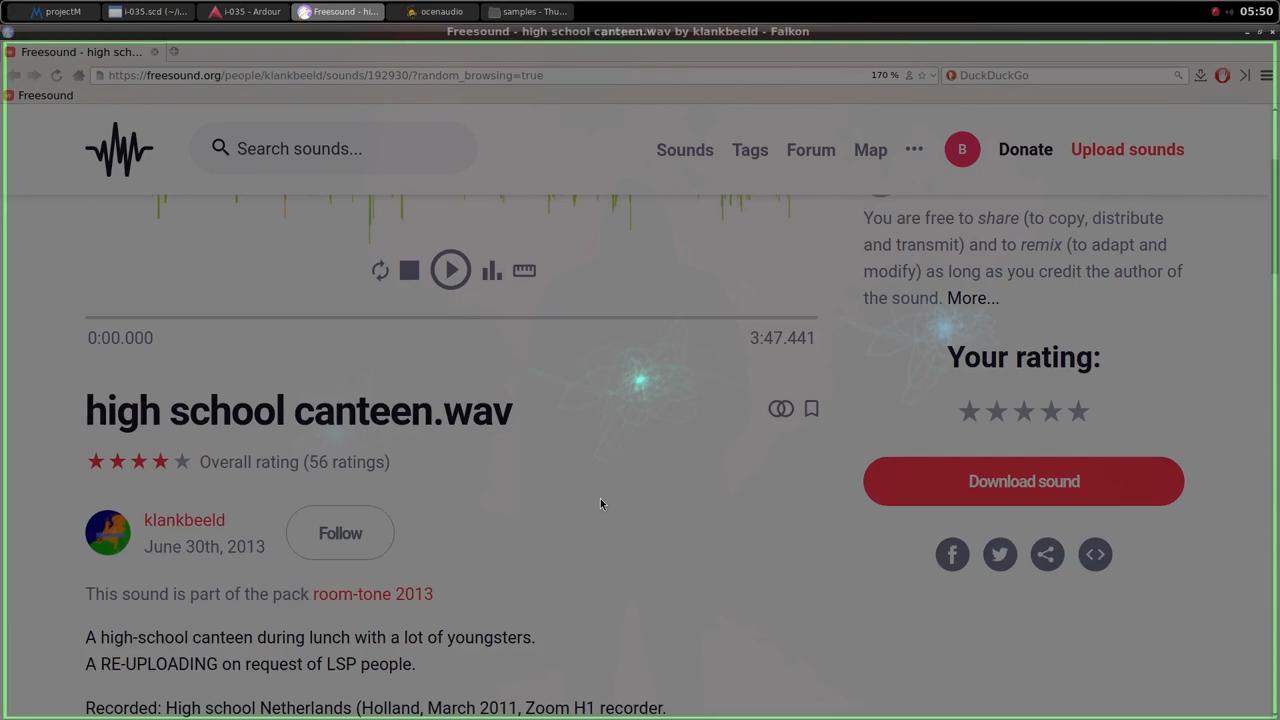 projectM
i-035.scd (~/i...
i-035 - Ardour
Freesound - hi...
ocenaudio
samples - Thu...
05:50
Freesound - high school canteen.wav by klankbeeld - Falkon
Freesound - high sch...
https://freesound.org/people/klankbeeld/sounds/192930/?random_browsing=true
170 %
DuckDuckGo
Freesound
Search sounds...
Sounds
Tags
Forum
Map
B
Donate
Upload sounds
You are free to share (to copy, distribute
and transmit) and to remix (to adapt and
modify) as long as you credit the author of
the sound. More...
0:00.000
3:47.441
Your rating:
high school canteen.wav
Overall rating (56 ratings)
Download sound
klankbeeld
June 30th, 2013
Follow
This sound is part of the pack room-tone 2013
A high-school canteen during lunch with a lot of youngsters.
A RE-UPLOADING on request of LSP people.
Recorded: High school Netherlands (Holland, March 2011, Zoom H1 recorder.